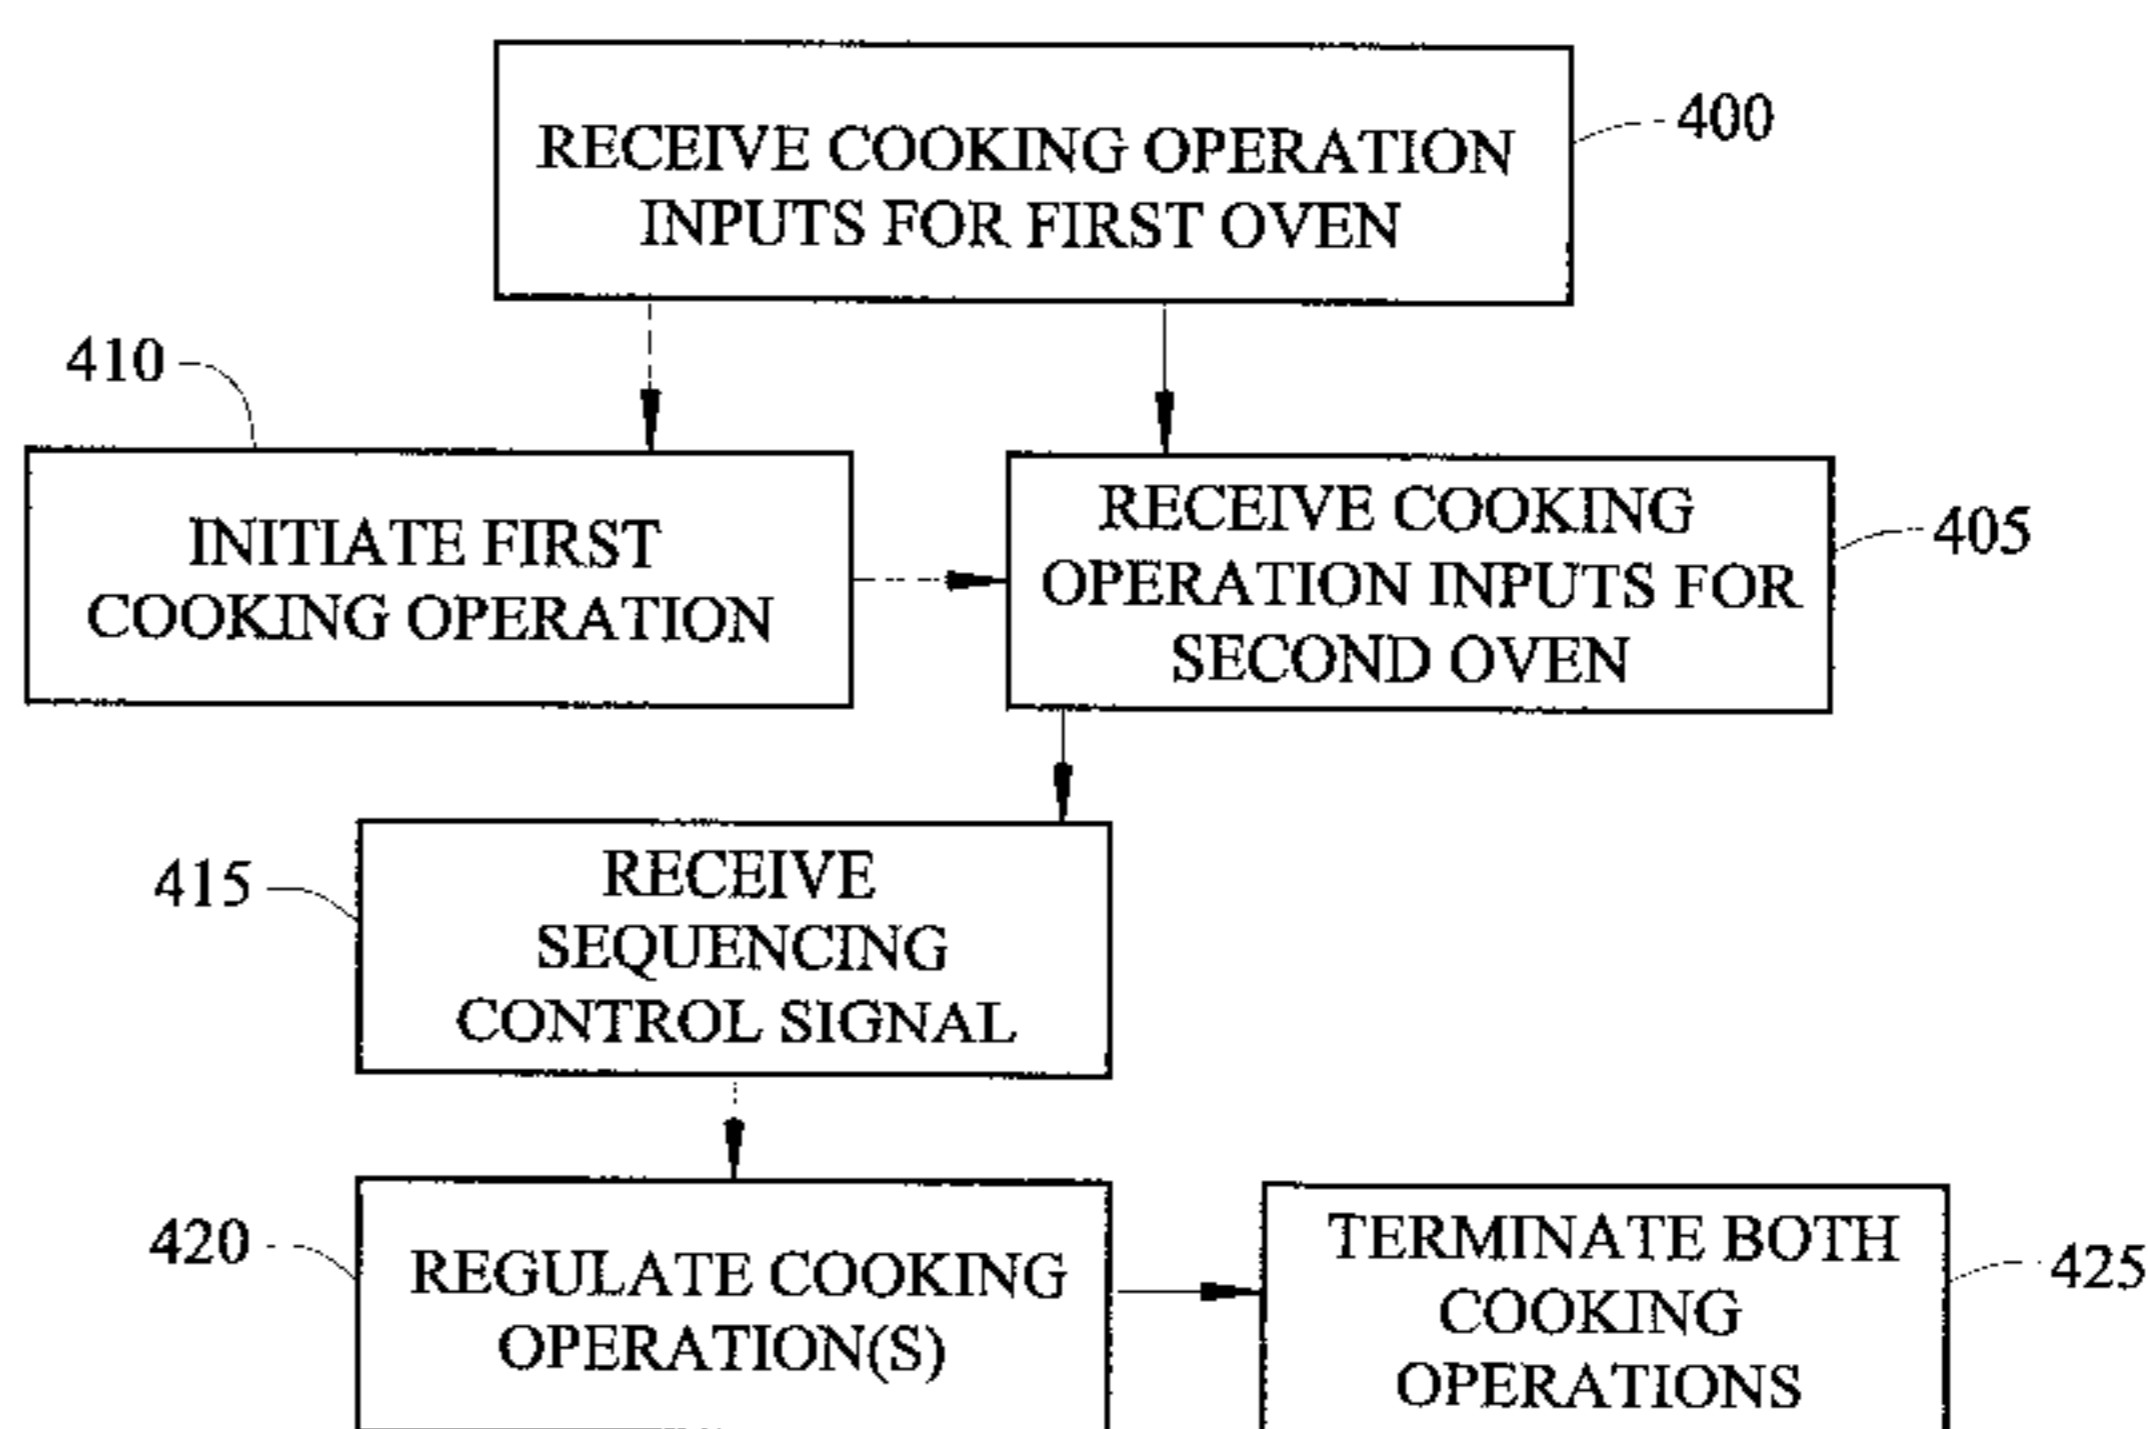 RECEIVE COOKING OPERATION
INPUTS FOR FIRST OVEN
400
410
INITIATE FIRST
COOKING OPERATION
RECEIVE COOKING
OPERATION INPUTS FOR
SECOND OVEN
405
415
RECEIVE
SEQUENCING
CONTROL SIGNAL
420
REGULATE COOKING
OPERATION(S)
TERMINATE BOTH
COOKING
OPERATIONS
425